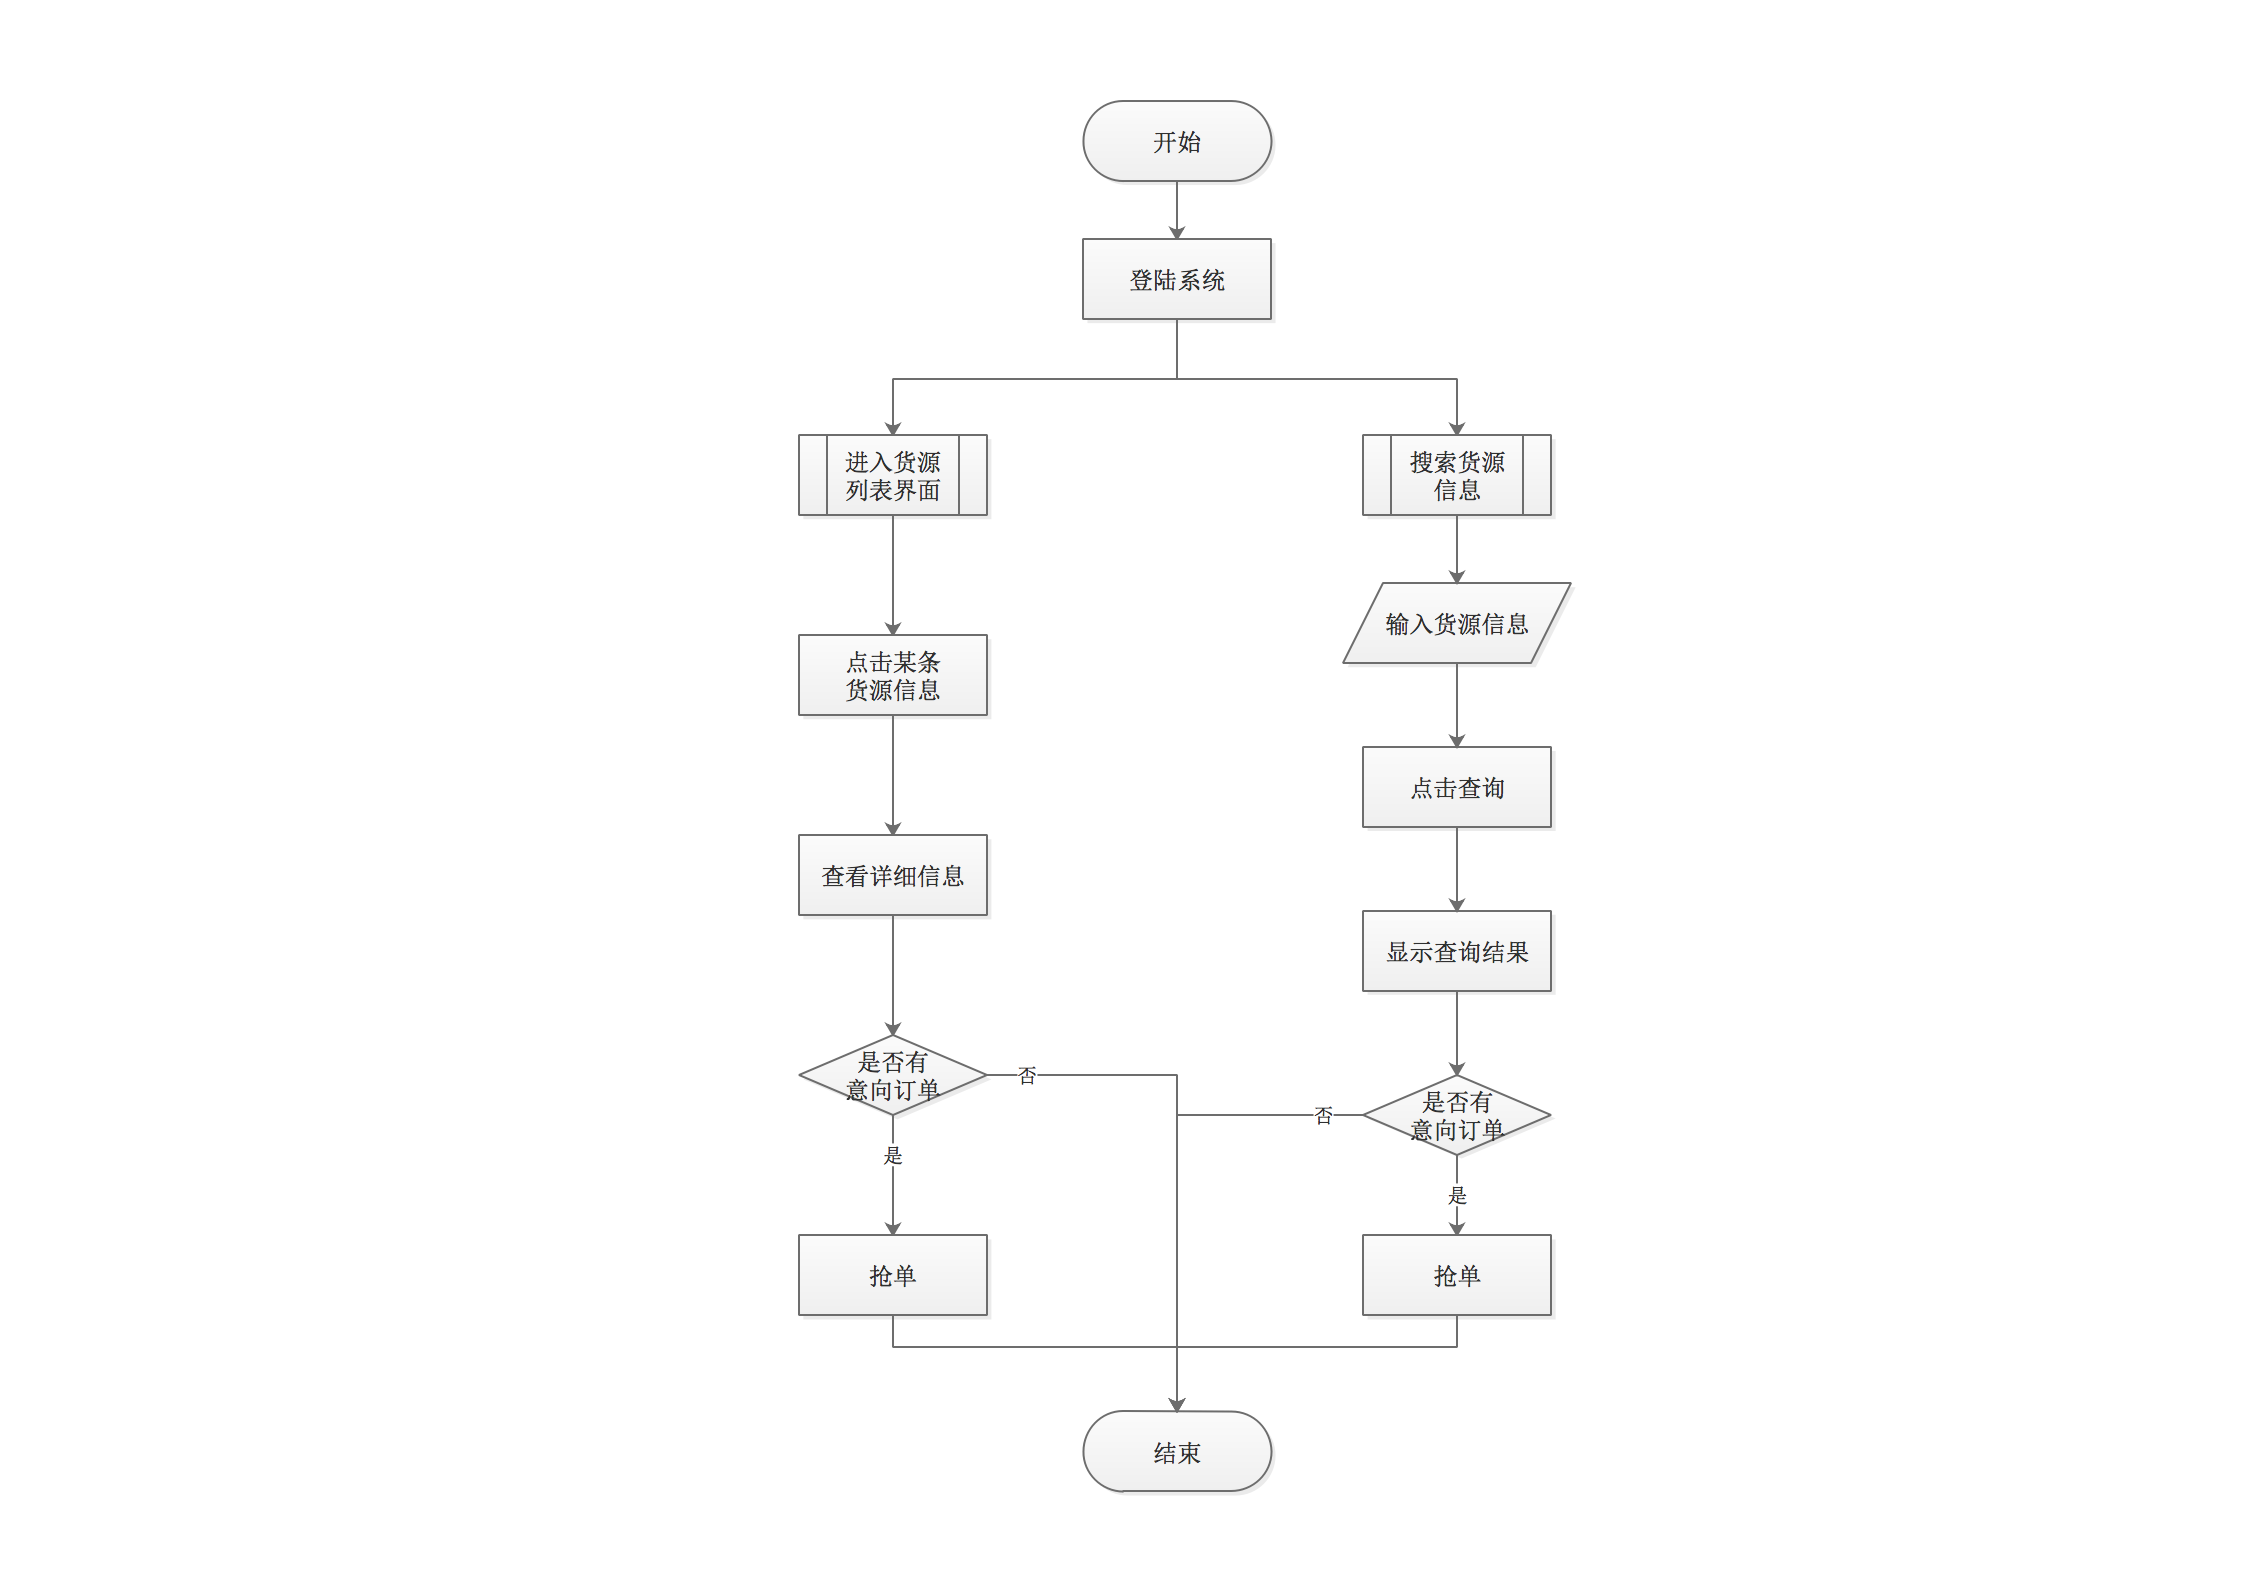 开始
登陆系统
进入货源
列表界面
点击某条
货源信息
查看详细信息
是否有
意向订单
否
是
抢单
搜索货源
信息
输入货源信息
点击查询
显示查询结果
是否有
意向订单
否
是
抢单
结束